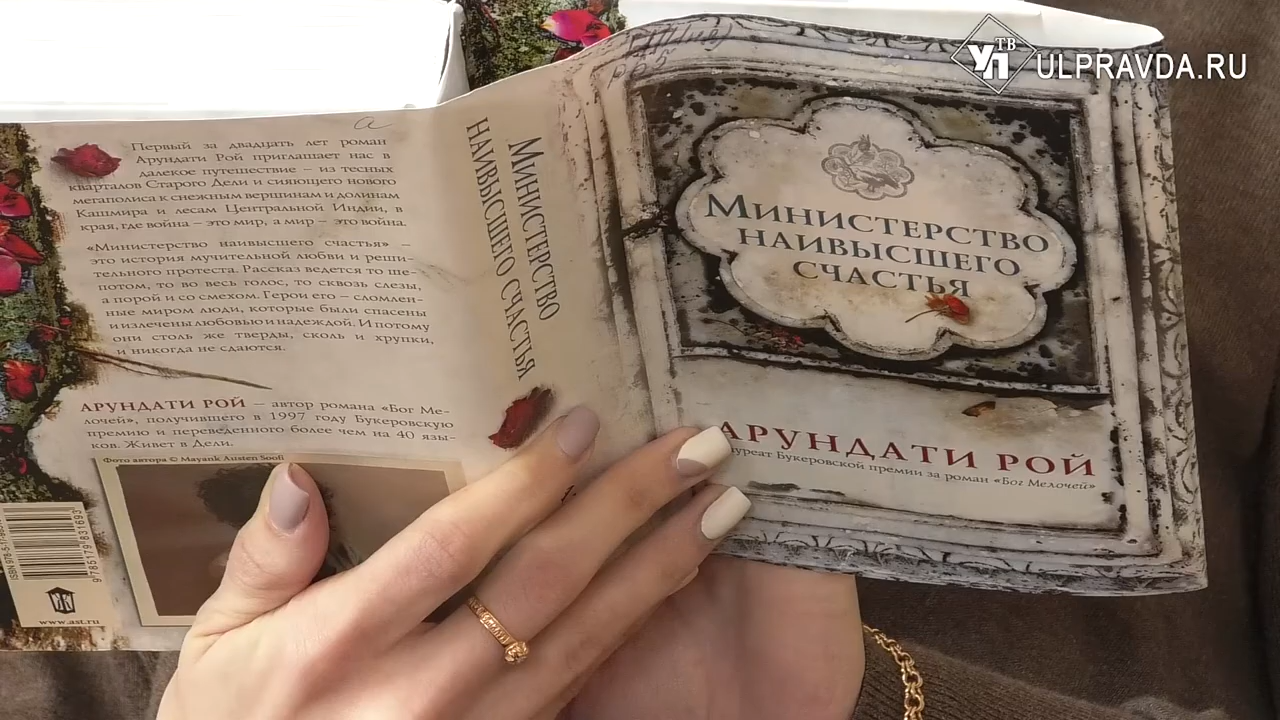 УП ТВ ULPRAVDA.RU
а
Первый за двадцать лет роман
Арундати Рой приглашает нас в
далекое путешествие – из тесных
кварталов Старого Дели и сияющего нового
мегаполиса к снежным вершинам и долинам
Кашмира и лесам Центральной Индии, в
края, где война – это мир, а мир – это война.
«Министерство наивысшего счастья» –
это история мучительной любви и реши-
тельного протеста. Рассказ ведется то ше-
потом, то во весь голос, то сквозь слезы,
а порой и со смехом. Герои его – сломлен-
ные миром люди, которые были спасены
и излечены любовью и надеждой. И потому
они столь же тверды, сколь и хрупки,
и никогда не сдаются.
АРУНДАТИ РОЙ – автор романа «Бог Ме-
лочей», получившего в 1997 году Букеровскую
премию и переведенного более чем на 40 язы-
ков. Живет в Дели.
Фото автора © Mayank Austen Soofi
9785179831693
www.ast.ru
Министерство
наивысшего счастья
Министерство
наивысшего
счастья
АРУНДАТИ РОЙ
Букеровской премии за роман «Бог Мелочей»